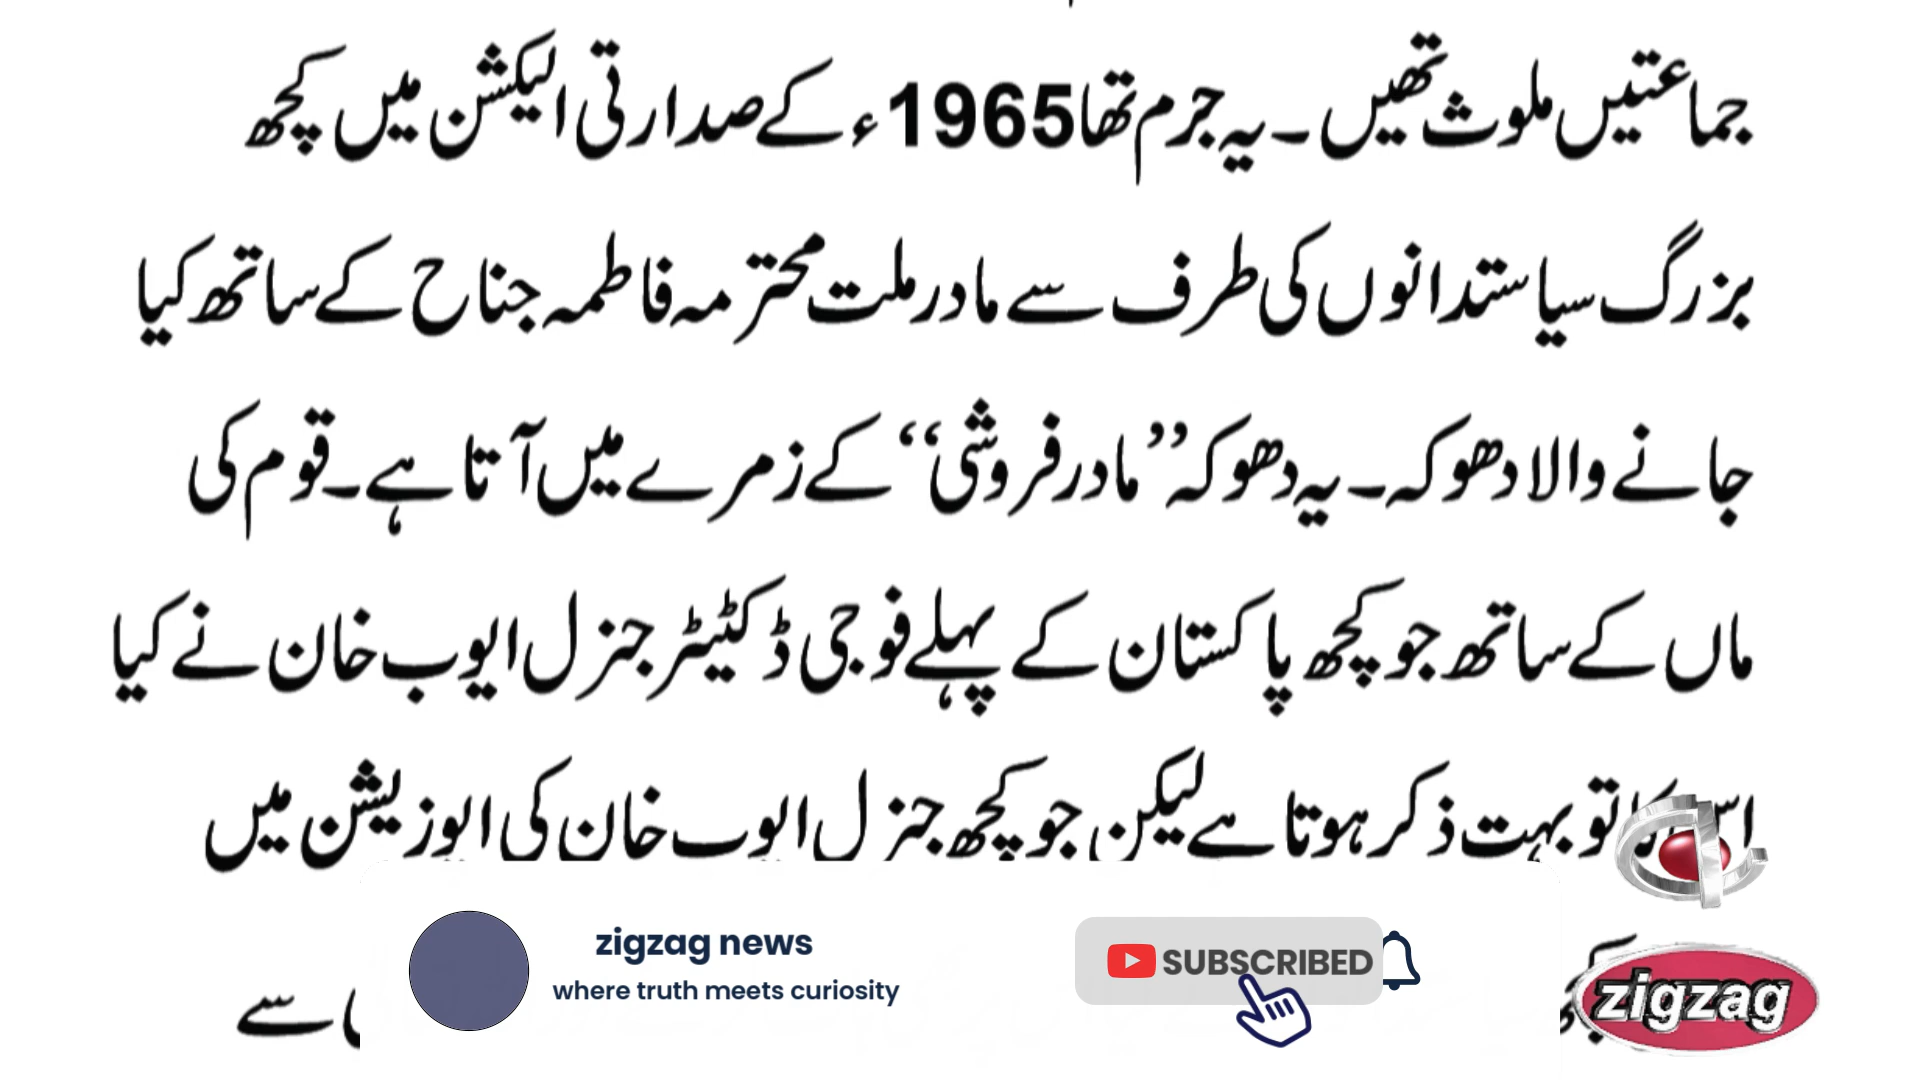 جماعتیں ملوث تھیں۔ یہ جرم تھا 1965ء کے صدارتی الیکشن میں کچھ
بزرگ سیاستدانوں کی طرف سے مادر ملت محترمہ فاطمہ جناح کے ساتھ کیا
جانے والا دھوکہ۔ یہ دھوکہ ’’مادر فروشی‘‘ کے زمرے میں آتا ہے۔ قوم کی
ماں کے ساتھ جو کچھ پاکستان کے پہلے فوجی ڈکٹیٹر جنرل ایوب خان نے کیا
اس کا تو بہت ذکر ہوتا ہے لیکن جو کچھ جنرل ایوب خان کی اپوزیشن میں
سے
zigzag news
where truth meets curiosity
SUBSCRIBED
zigzag